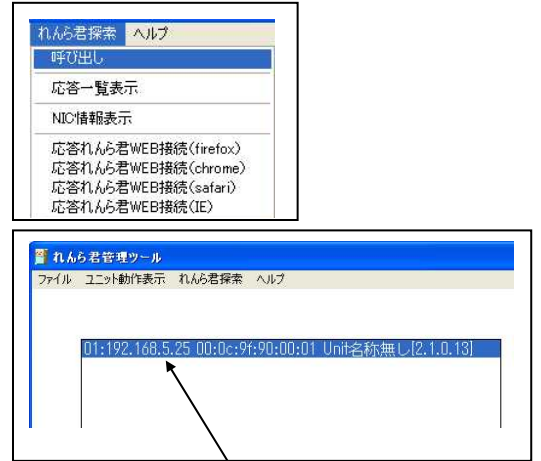 れんら君探索 ヘルプ
呼び出し
応答一覧表示
NIC情報表示
応答れんら君WEB接続(firefox)
応答れんら君WEB接続(chrome)
応答れんら君WEB接続(safari)
応答れんら君WEB接続(IE)
れんら君管理ツール
ファイル ユニット動作表示 れんら君探索 ヘルプ
01:192.168.5.25 00:0c:9f:90:00:01 Unit名称無し[2.1.0.13]